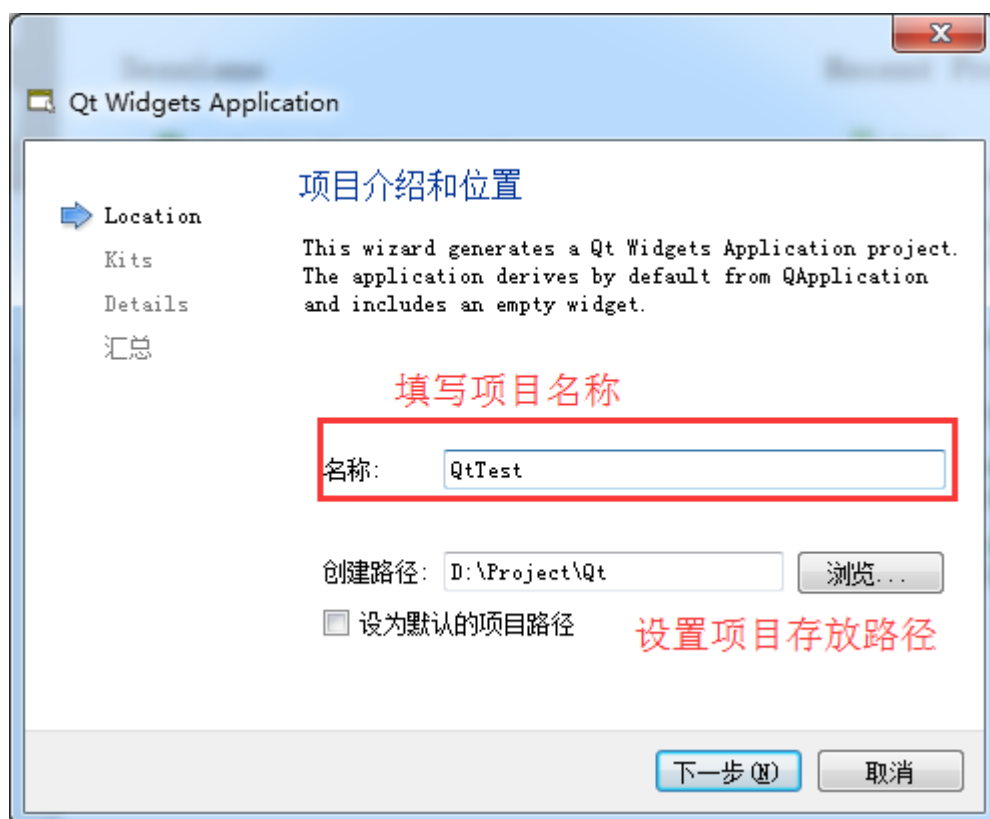 Qt Widgets Application
项目介绍和位置
Location
Kits
Details
汇总
This wizard generates a Qt Widgets Application project.
The application derives by default from QApplication
and includes an empty widget.
填写项目名称
名称: QtTest
创建路径: D:\Project\Qt 浏览...
设为默认的项目路径
设置项目存放路径
下一步(N) 取消